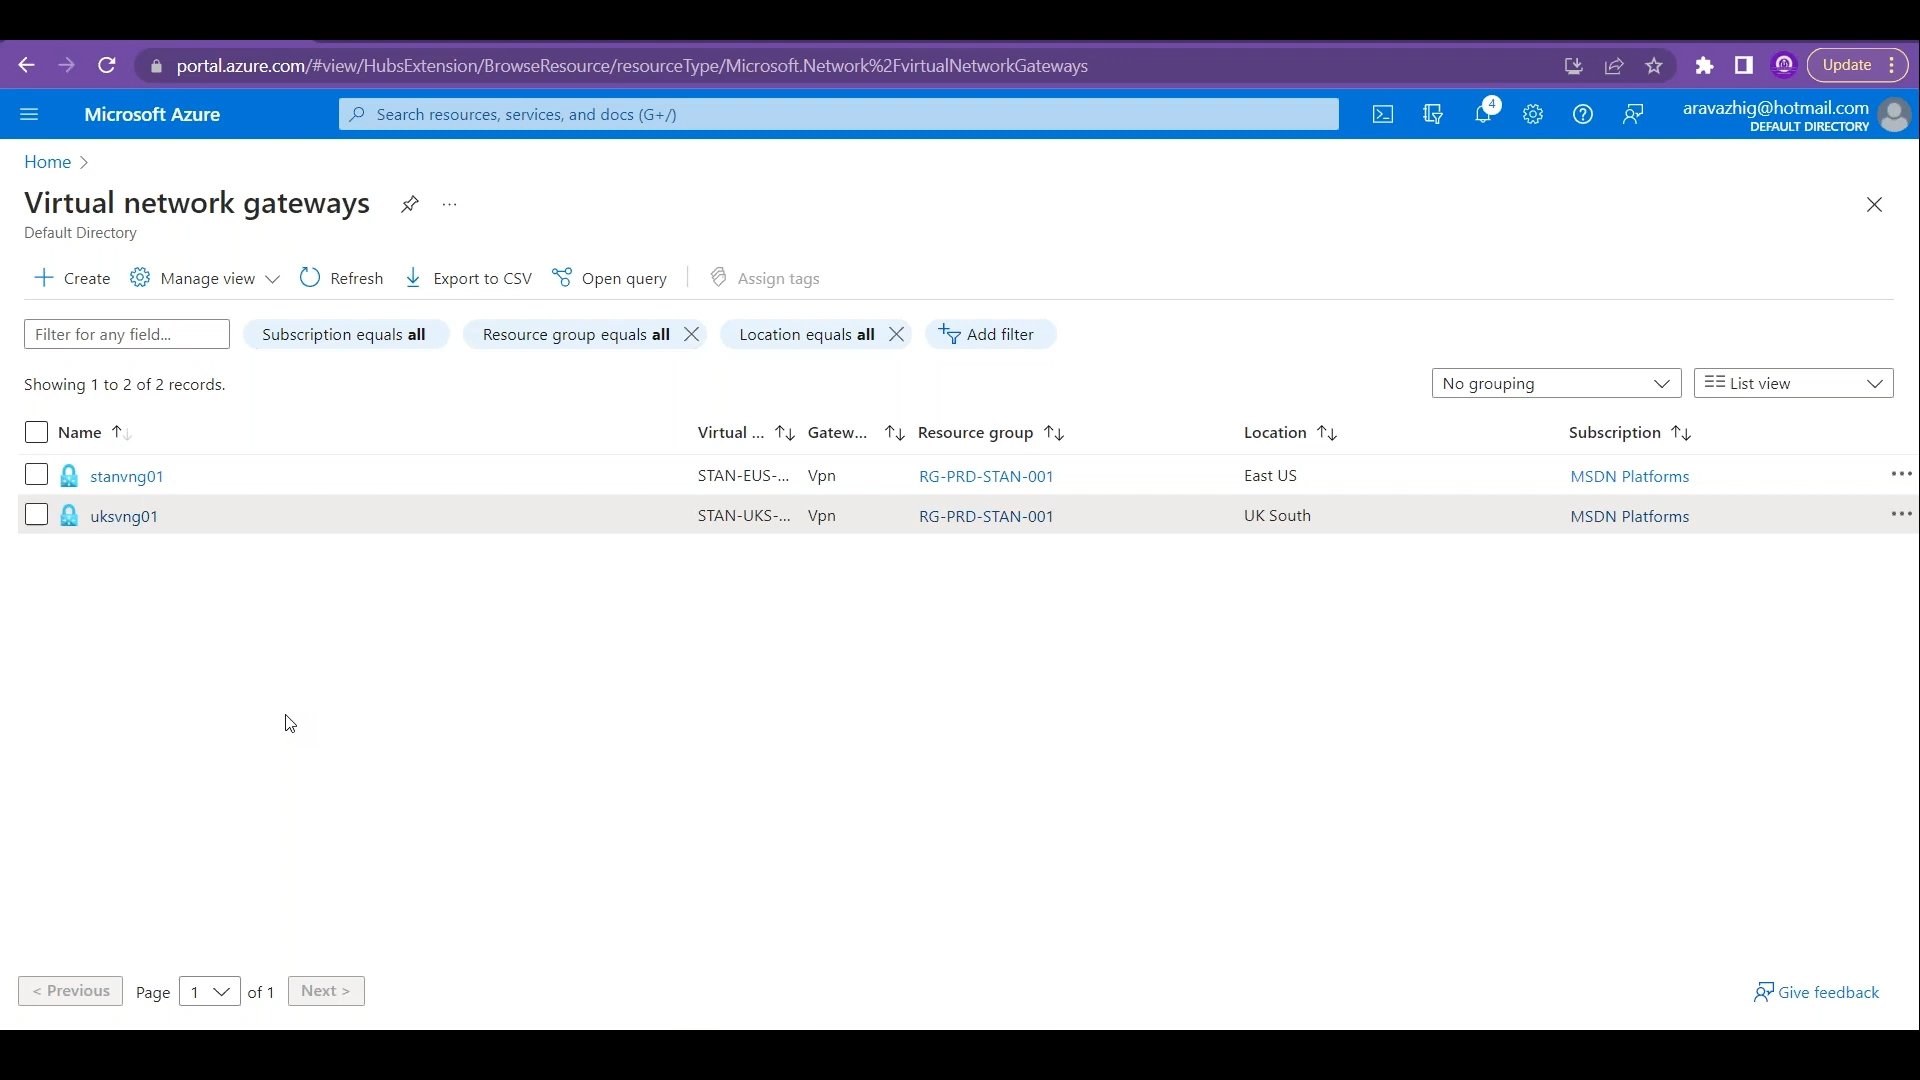 portal.azure.com/#view/HubsExtension/BrowseResource/resourceType/Microsoft.Network%2FvirtualNetworkGateways
Update
Microsoft Azure
Search resources, services, and docs (G+/)
4
aravazhig@hotmail.com
DEFAULT DIRECTORY
Home
Virtual network gateways
Default Directory
Create Manage view Refresh Export to CSV Open query Assign tags
Filter for any field... Subscription equals all Resource group equals all Location equals all Add filter
Showing 1 to 2 of 2 records.
No grouping List view
Name Virtual ... Gatew... Resource group Location Subscription
stanvng01 STAN-EUS-... Vpn RG-PRD-STAN-001 East US MSDN Platforms
uksvng01 STAN-UKS-... Vpn RG-PRD-STAN-001 UK South MSDN Platforms
< Previous Page 1 of 1 Next >
Give feedback